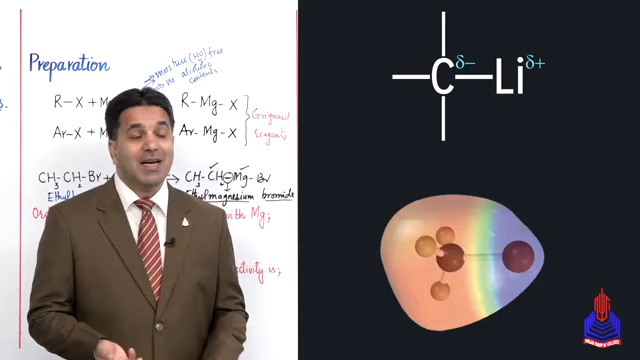 Preparation
moisture (H₂O) free
no alcoholic
contents
R-X + M
R-Mg-X
Grignard
reagents
Ar-X + M
Ar-Mg-X
CH₃-CH₂-Br +
→ CH₃-CH₂ Mg-Br
Ethyl
Ethylmagnesium bromide
with Mg;
is;
C δ− Li δ+